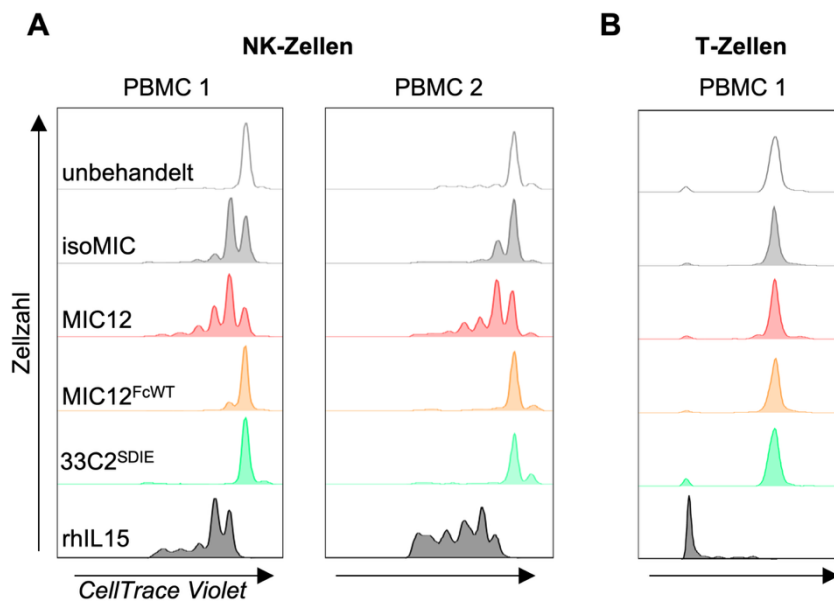 A
NK-Zellen
B
T-Zellen
PBMC 1
PBMC 2
PBMC 1
unbehandelt
isoMIC
MIC12
MIC12FcWT
33C2SDIE
rhIL15
Zellzahl
CellTrace Violet